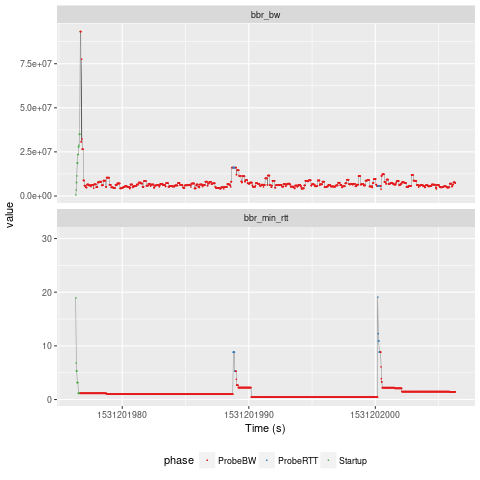 bbr_bw
7.5e+07
5.0e+07
2.5e+07
0.0e+00
value
bbr_min_rtt
30
20
10
0
1531201980 1531201990 1531202000
Time (s)
phase ProbeBW ProbeRTT Startup